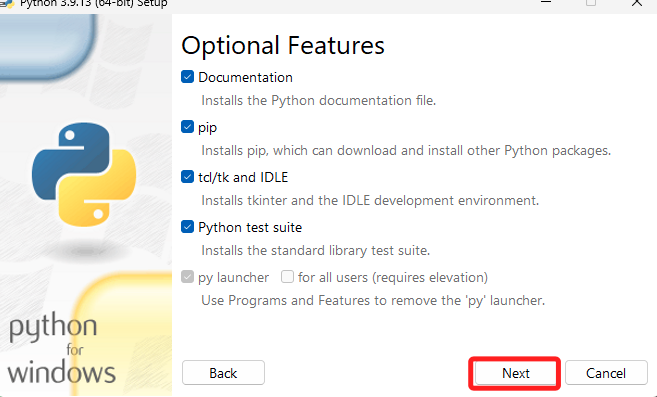 Python 3.9.13 (64-bit) Setup
Optional Features
Documentation
Installs the Python documentation file.
pip
Installs pip, which can download and install other Python packages.
tcl/tk and IDLE
Installs tkinter and the IDLE development environment.
Python test suite
Installs the standard library test suite.
py launcher for all users (requires elevation)
Use Programs and Features to remove the 'py' launcher.
python
for
windows
Back Next Cancel